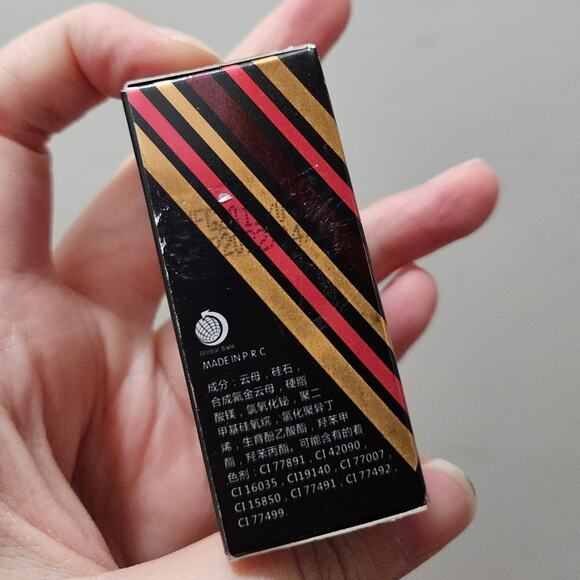 Global Sale
MADE IN P.R.C
成分：云母，硅石，
合成氟金云母，硬脂
酸镁，氯氧化铋，聚二
甲基硅氧烷，氢化聚异丁
烯，生育酚乙酸酯，羟苯甲
酯，羟苯丙酯。可能含有的着
色剂：CI 77891，CI 42090，
CI 16035，CI19140，CI 77007，
CI 15850，CI 77491，CI 77492，
CI 77499.